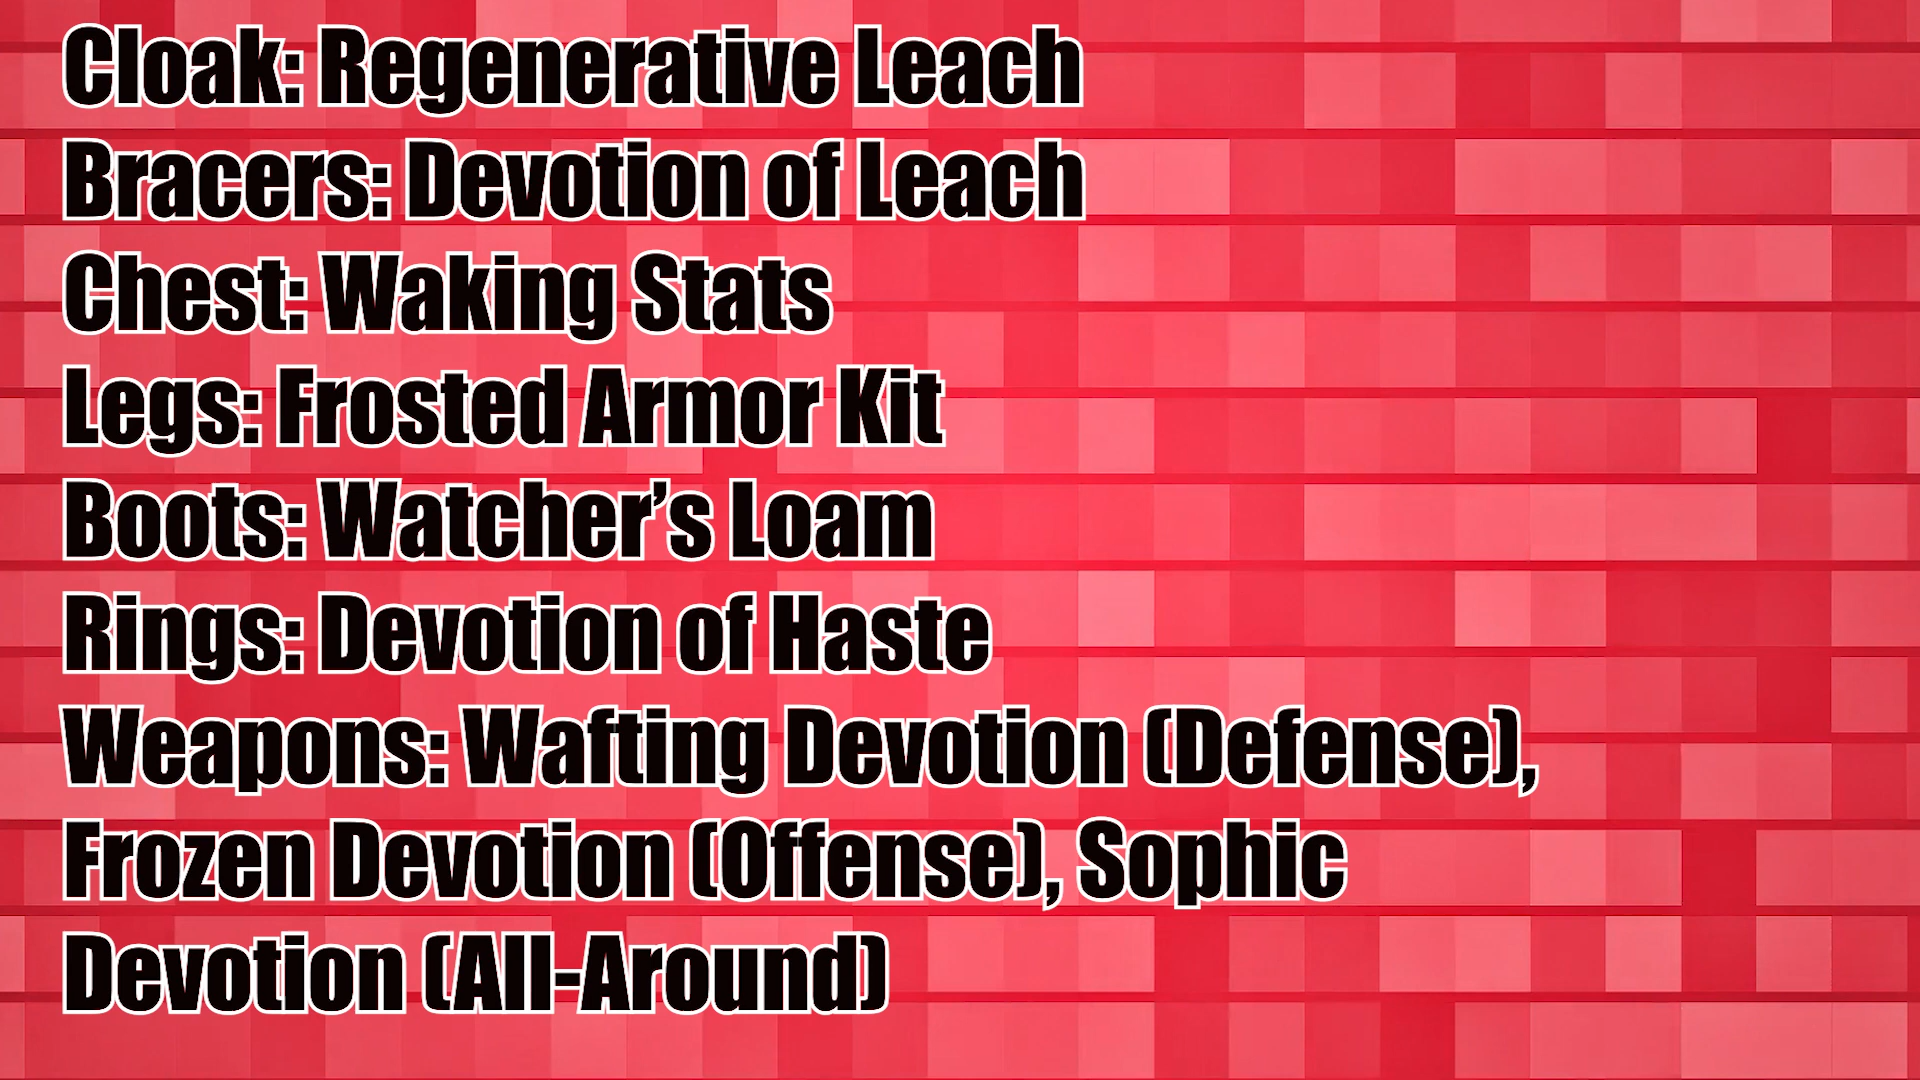 Cloak: Regenerative Leach
Bracers: Devotion of Leach
Chest: Waking Stats
Legs: Frosted Armor Kit
Boots: Watcher’s Loam
Rings: Devotion of Haste
Weapons: Wafting Devotion (Defense),
Frozen Devotion (Offense), Sophic
Devotion (All-Around)